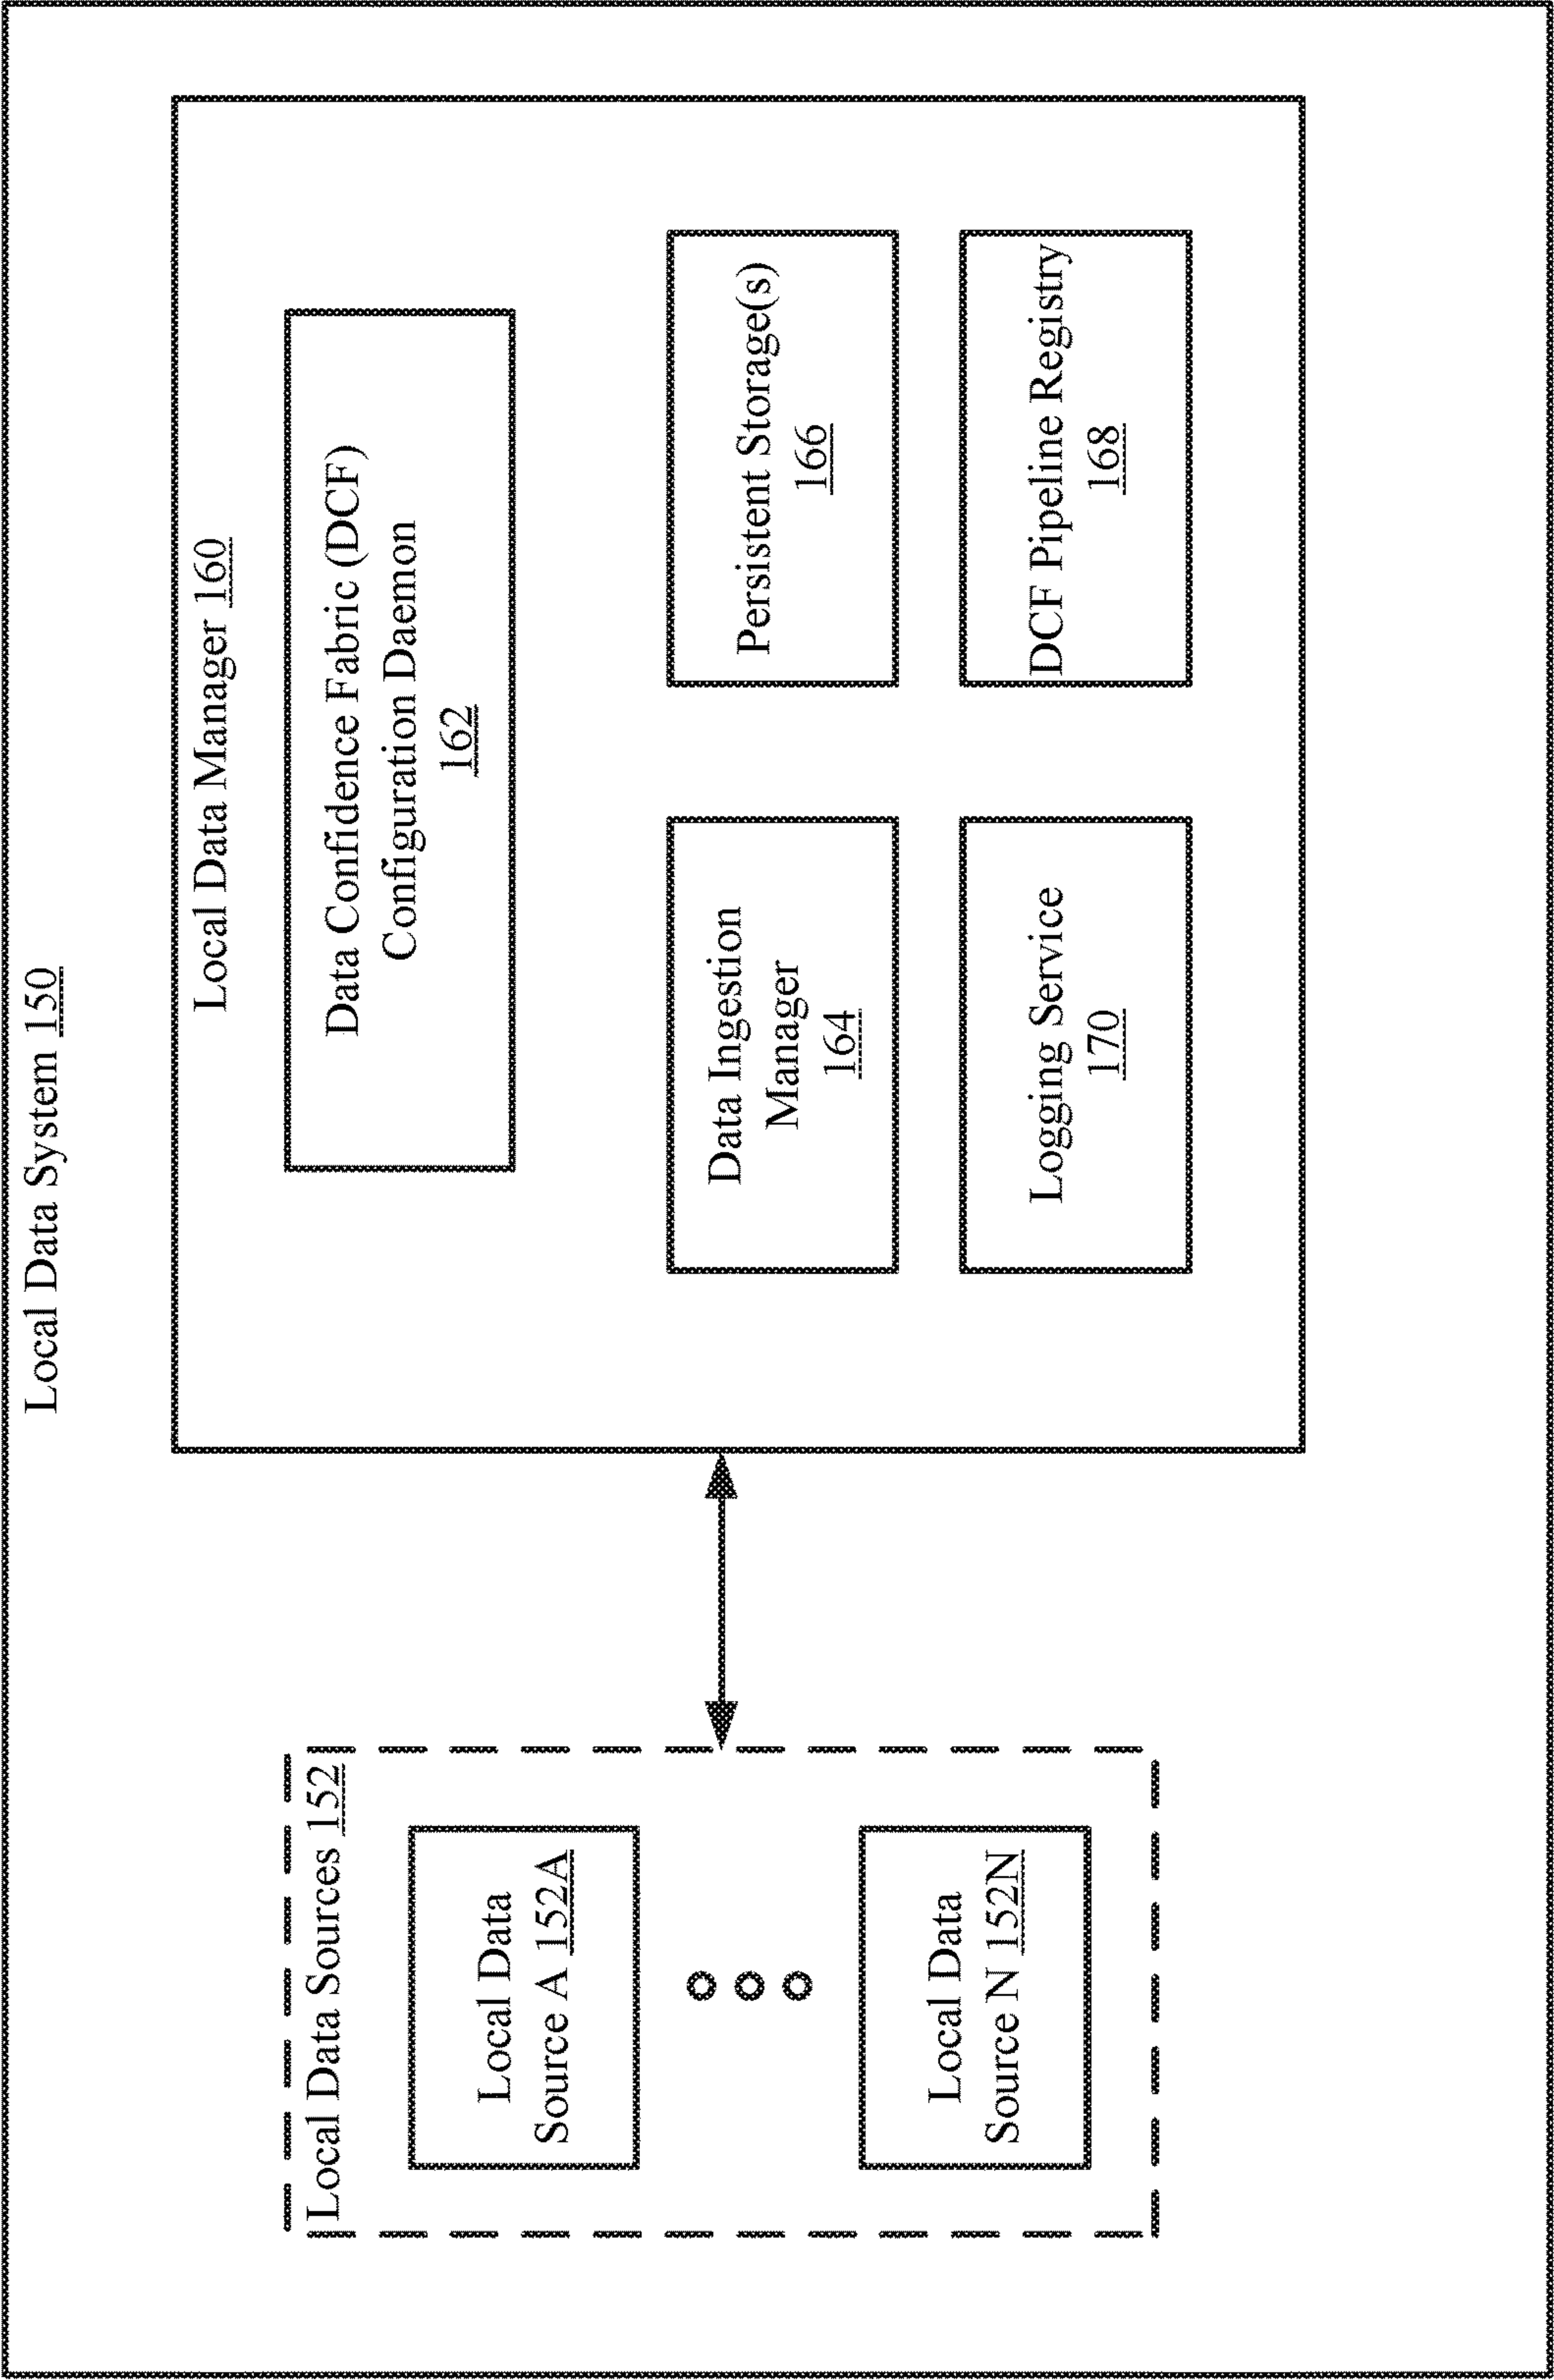 Local Data System 150
Local Data Sources 152
Local Data
Source A 152A
Local Data
Source N 152N
Local Data Manager 160
Data Confidence Fabric (DCF)
Configuration Daemon
162
Data Ingestion
Manager
164
Persistent Storage(s)
166
Logging Service
170
DCF Pipeline Registry
168